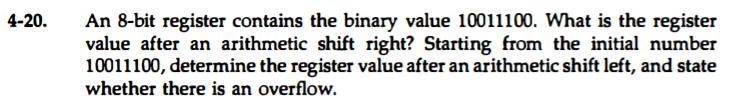 4-20. An 8-bit register contains the binary value 10011100. What is the register
value after an arithmetic shift right? Starting from the initial number
10011100, determine the register value after an arithmetic shift left, and state
whether there is an overflow.